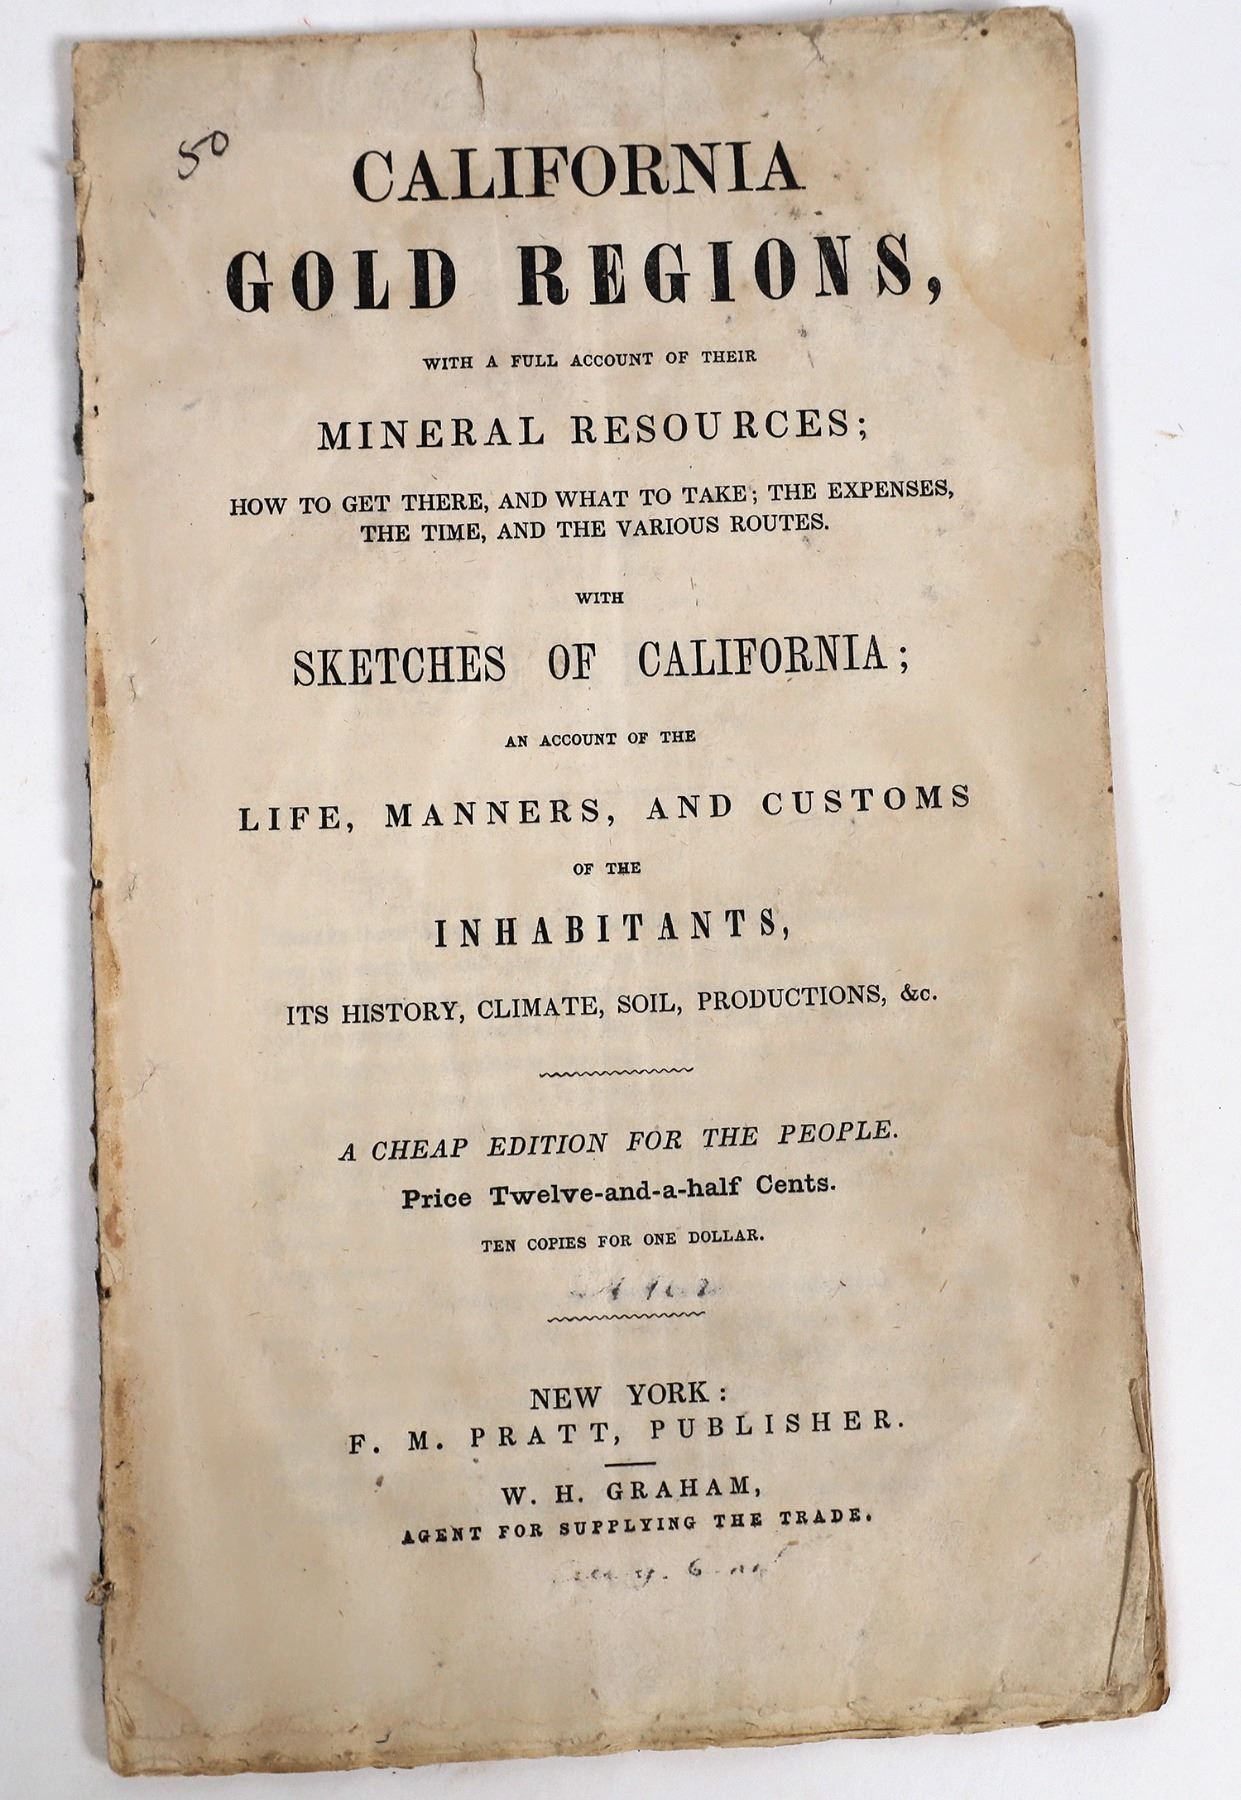 50
CALIFORNIA
GOLD REGIONS,
WITH A FULL ACCOUNT OF THEIR
MINERAL RESOURCES;
HOW TO GET THERE, AND WHAT TO TAKE; THE EXPENSES,
THE TIME, AND THE VARIOUS ROUTES.
WITH
SKETCHES OF CALIFORNIA;
AN ACCOUNT OF THE
LIFE, MANNERS, AND CUSTOMS
OF THE
INHABITANTS,
ITS HISTORY, CLIMATE, SOIL, PRODUCTIONS, &c.
A CHEAP EDITION FOR THE PEOPLE.
Price Twelve-and-a-half Cents.
TEN COPIES FOR ONE DOLLAR.
NEW YORK:
F. M. PRATT, PUBLISHER.
W. H. GRAHAM,
AGENT FOR SUPPLYING THE TRADE.